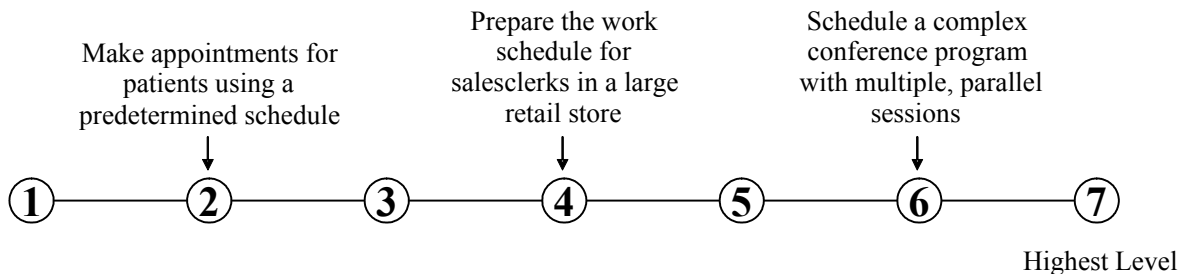 Make appointments for
patients using a
predetermined schedule
Prepare the work
schedule for
salesclerks in a large
retail store
Schedule a complex
conference program
with multiple, parallel
sessions
1 2 3 4 5 6 7
Highest Level